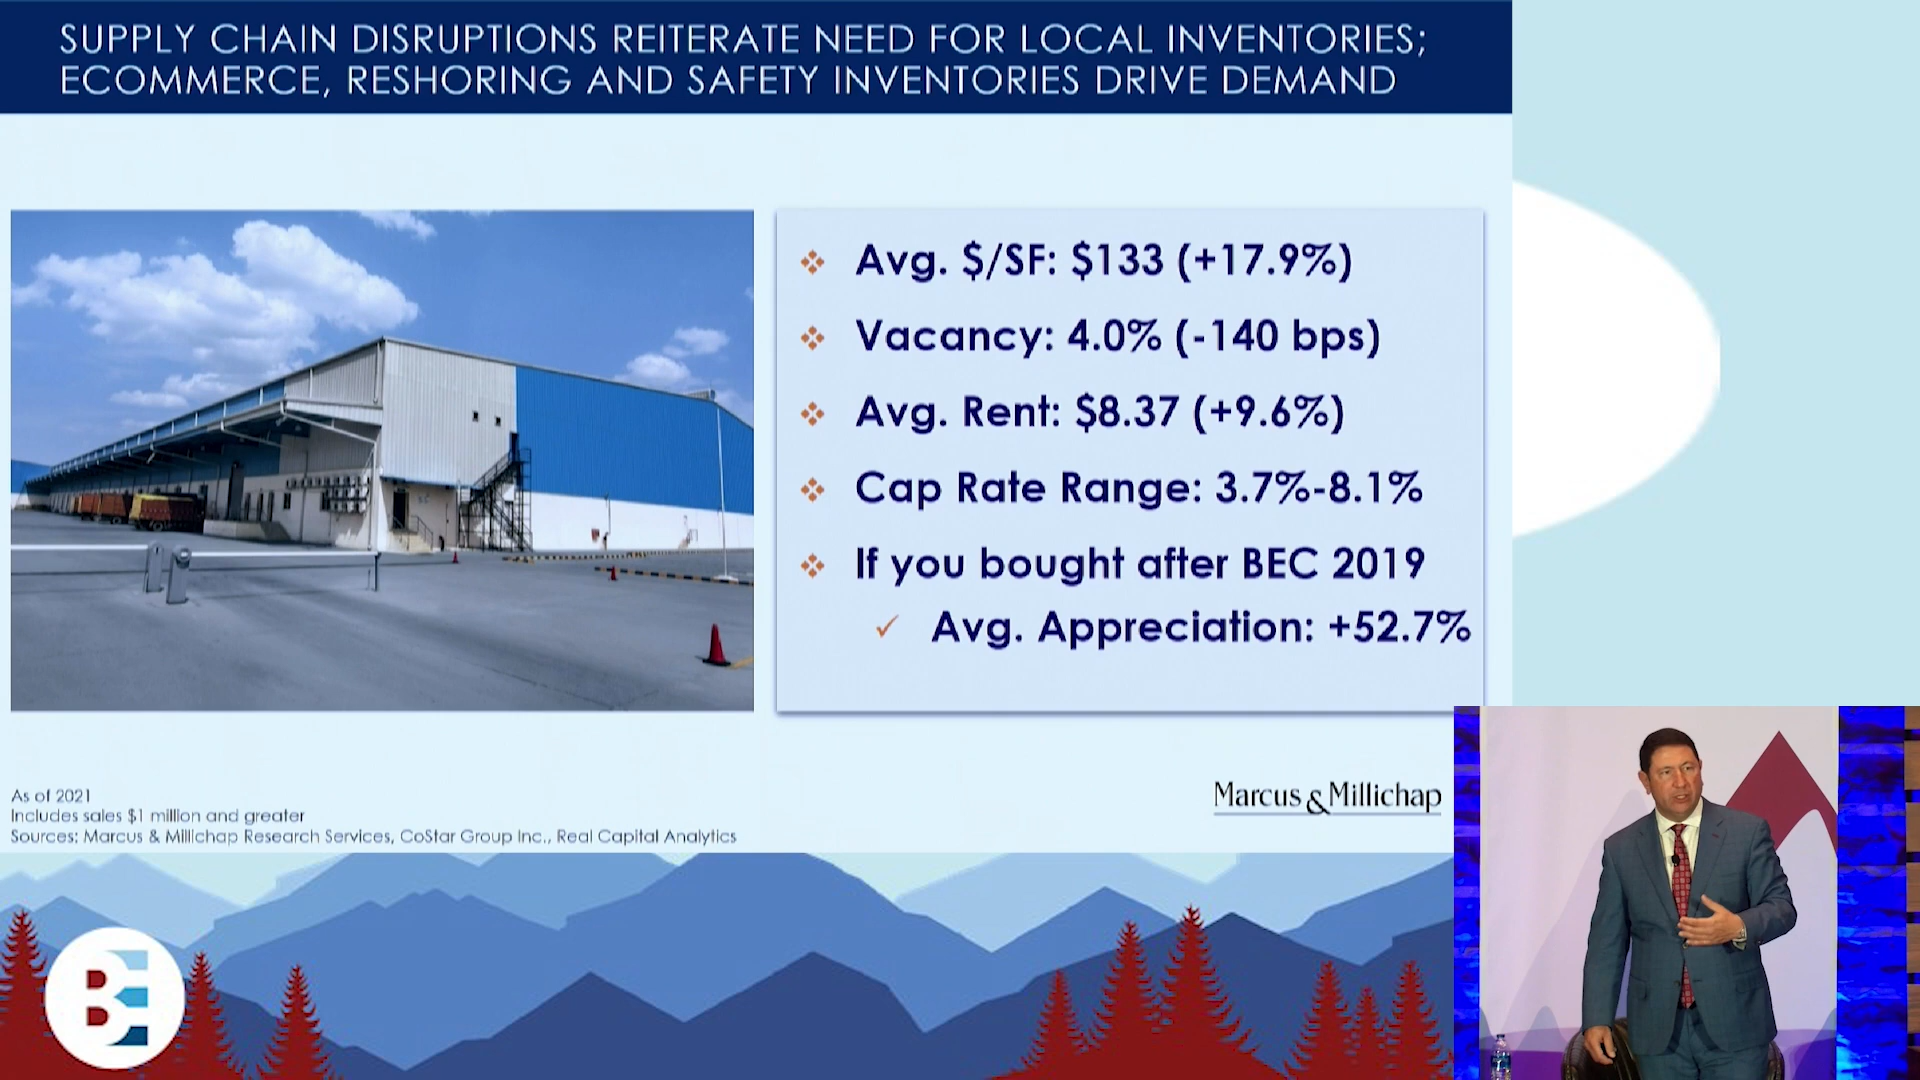 SUPPLY CHAIN DISRUPTIONS REITERATE NEED FOR LOCAL INVENTORIES;
ECOMMERCE, RESHORING AND SAFETY INVENTORIES DRIVE DEMAND
Avg. $/SF: $133 (+17.9%)
Vacancy: 4.0% (-140 bps)
Avg. Rent: $8.37 (+9.6%)
Cap Rate Range: 3.7%-8.1%
If you bought after BEC 2019
✓ Avg. Appreciation: +52.7%
As of 2021
Includes sales $1 million and greater
Sources: Marcus & Millichap Research Services, CoStar Group Inc., Real Capital Analytics
Marcus & Millichap
BE